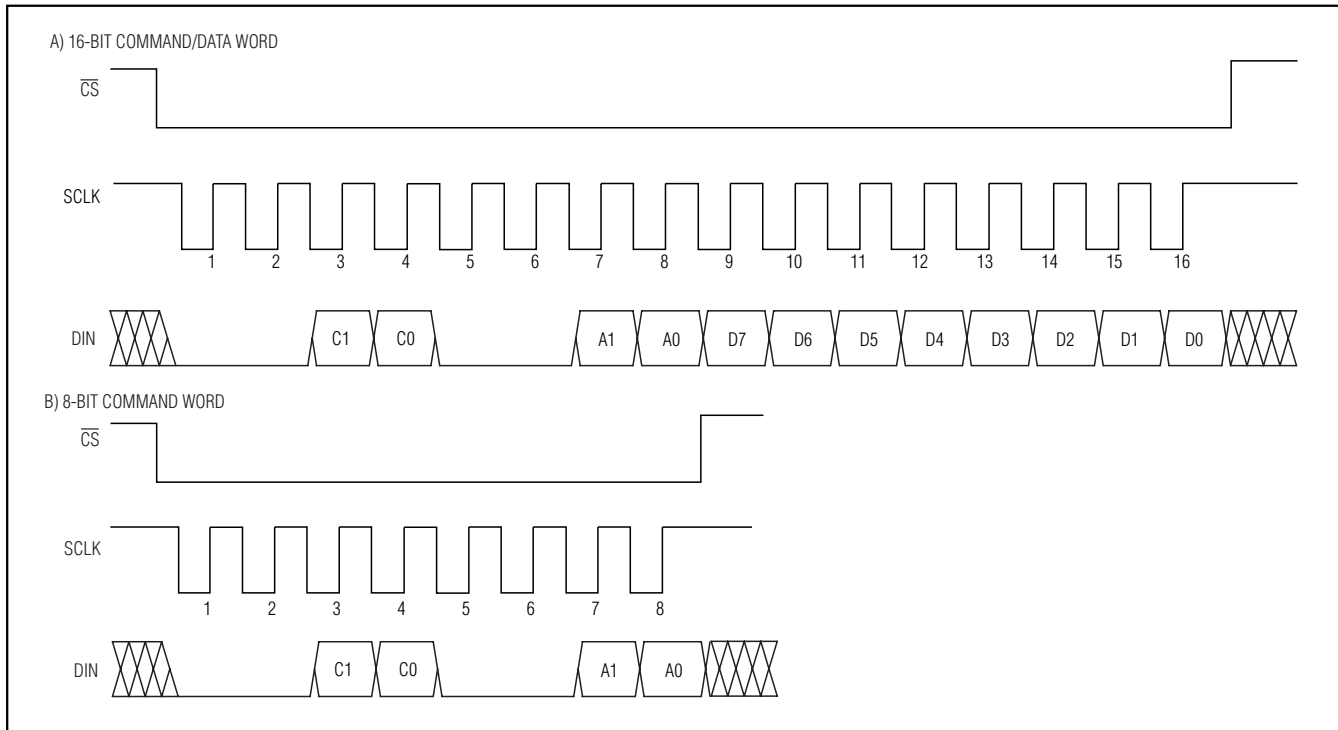 A) 16-BIT COMMAND/DATA WORD
CS
SCLK
1 2 3 4 5 6 7 8 9 10 11 12 13 14 15 16
DIN C1 C0 A1 A0 D7 D6 D5 D4 D3 D2 D1 D0
B) 8-BIT COMMAND WORD
CS
SCLK
1 2 3 4 5 6 7 8
DIN C1 C0 A1 A0